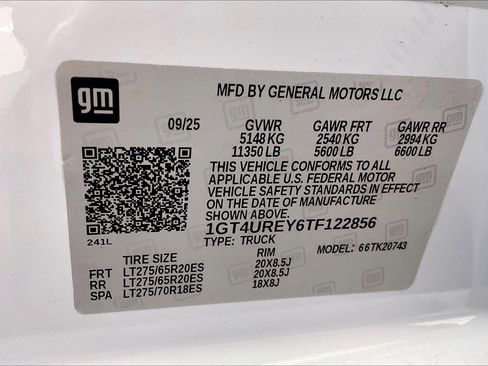 gm
MFD BY GENERAL MOTORS LLC
09/25 GVWR GAWR FRT GAWR RR
5148 KG 2540 KG 2994 KG
11350 LB 5600 LB 6600 LB
THIS VEHICLE CONFORMS TO ALL
APPLICABLE U.S. FEDERAL MOTOR
VEHICLE SAFETY STANDARDS IN EFFECT
ON THE DATE OF MANUFACTURE
SHOWN ABOVE.
1GT4UREY6TF122856
241L TYPE: TRUCK MODEL: 66TK20743
TIRE SIZE RIM
FRT LT275/65R20ES 20X8.5J
RR LT275/65R20ES 20X8.5J
SPA LT275/70R18ES 18X8J